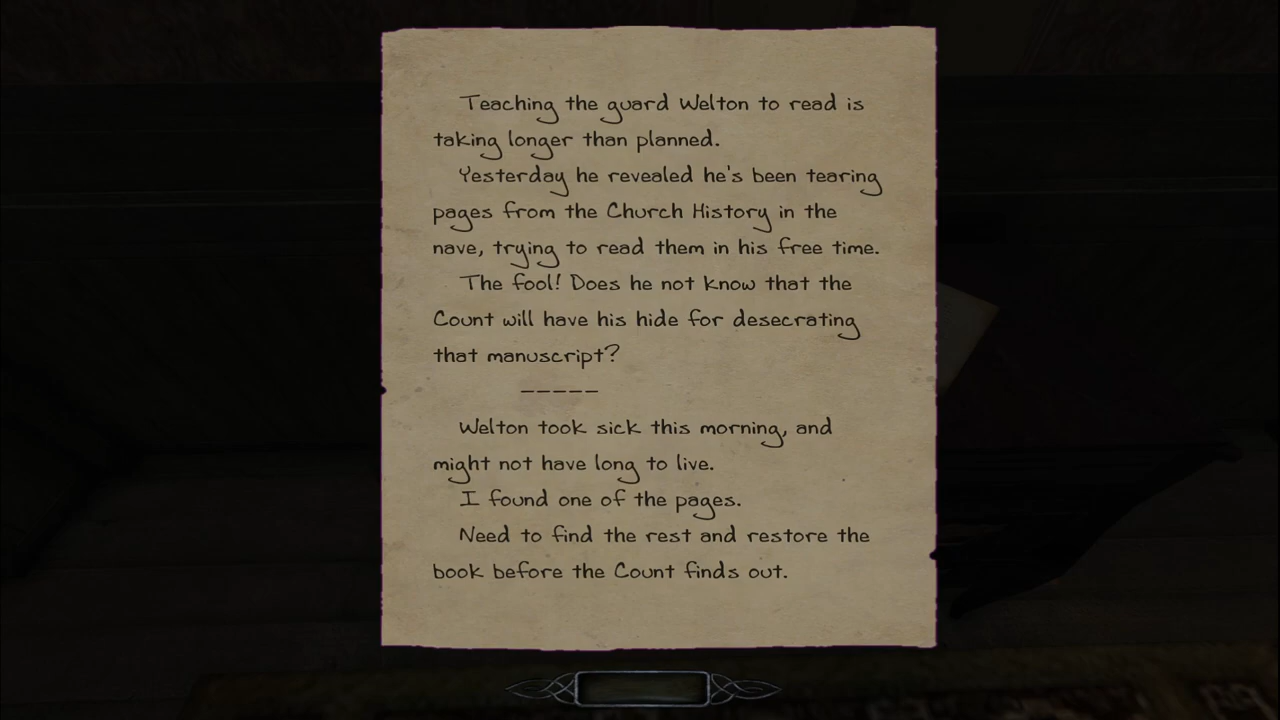 Teaching the guard Welton to read is
taking longer than planned.
Yesterday he revealed he's been tearing
pages from the Church History in the
nave, trying to read them in his free time.
The fool! Does he not know that the
Count will have his hide for desecrating
that manuscript?
-----
Welton took sick this morning, and
might not have long to live.
I found one of the pages.
Need to find the rest and restore the
book before the Count finds out.